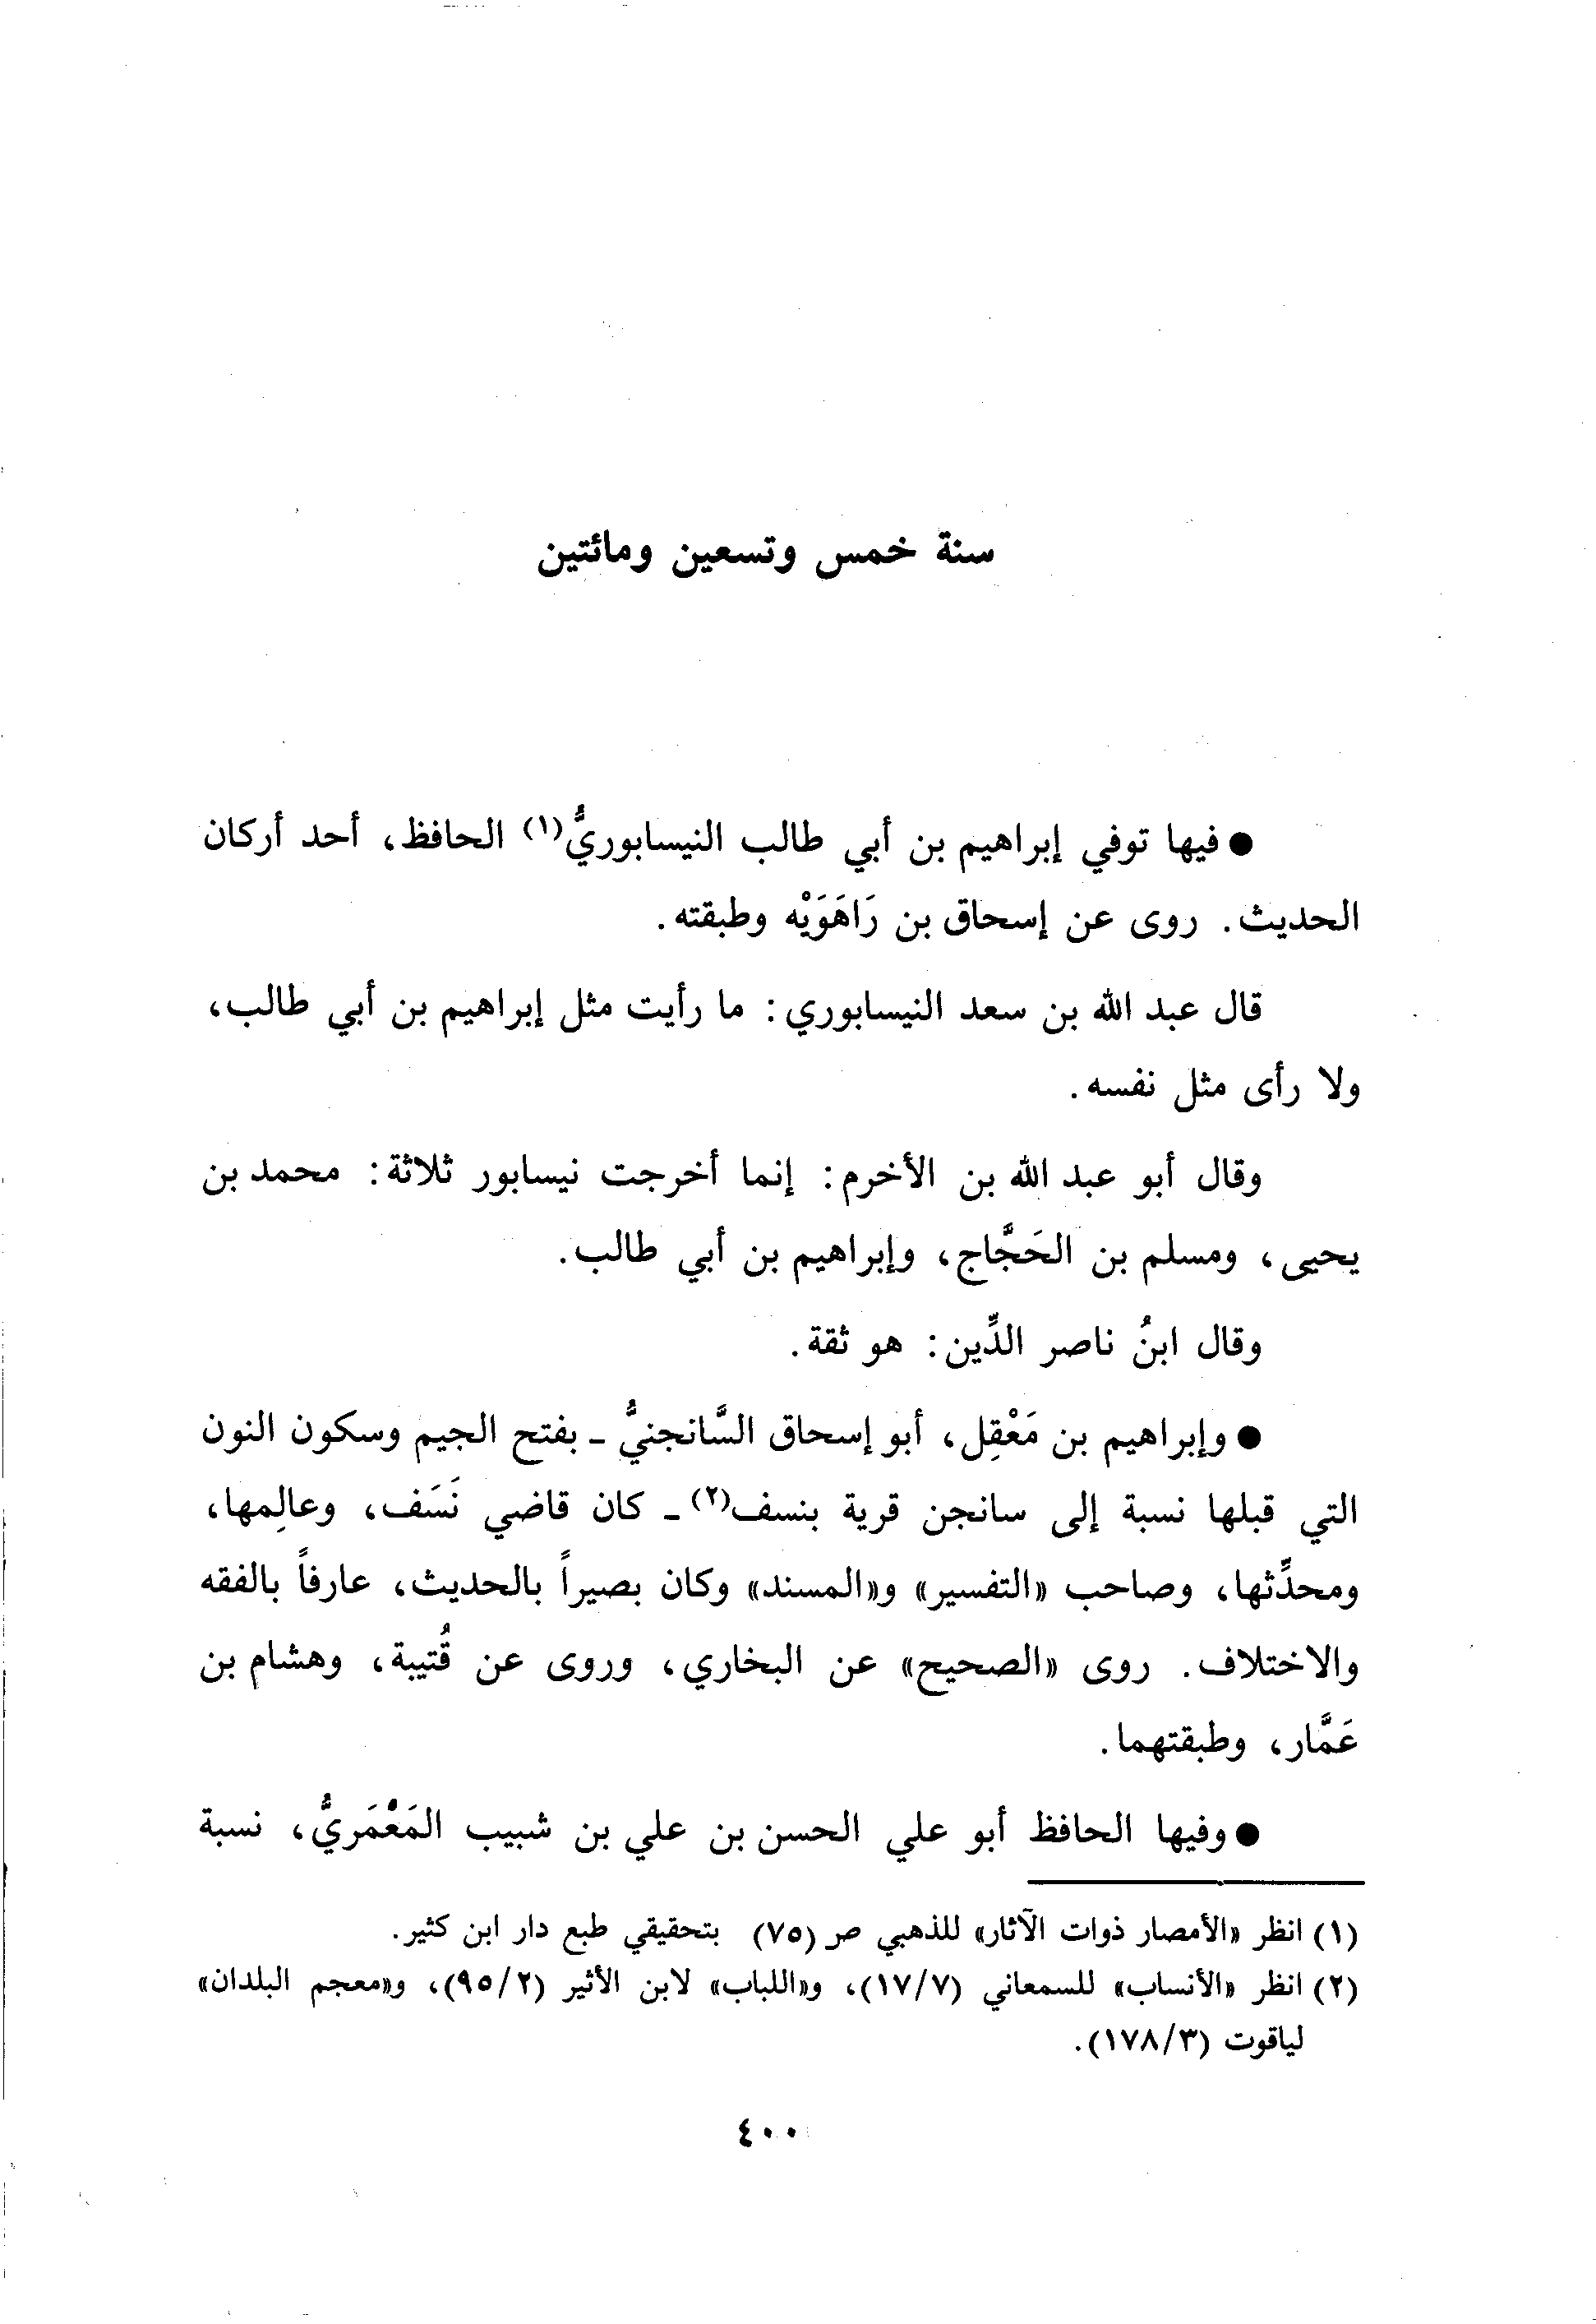 سنة خمس وتسعين ومائتين
● فيها توفي إبراهيم بن أبي طالب النيسابوريُّ(١) الحافظ، أحد أركان
الحديث. روى عن إسحاق بن رَاهَوَيْه وطبقته.
قال عبد الله بن سعد النيسابوري: ما رأيت مثل إبراهيم بن أبي طالب،
ولا رأى مثل نفسه.
وقال أبو عبد الله بن الأخرم: إنما أخرجت نيسابور ثلاثة: محمد بن
يحيى، ومسلم بن الحَجَّاج، وإبراهيم بن أبي طالب.
وقال ابنُ ناصر الدِّين: هو ثقة.
● وإبراهيم بن مَعْقِل، أبو إسحاق السَّانجنيُّ - بفتح الجيم وسكون النون
التي قبلها نسبة إلى سانجن قرية بنسف(٢) - كان قاضي نَسَف، وعالِمها،
ومحدِّثها، وصاحب «التفسير» و«المسند» وكان بصيراً بالحديث، عارفاً بالفقه
والاختلاف. روى «الصحيح» عن البخاري، وروى عن قُتيبة، وهشام بن
عَمَّار، وطبقتهما.
● وفيها الحافظ أبو علي الحسن بن علي بن شبيب المَعْمَريُّ، نسبة
(١) انظر «الأمصار ذوات الآثار» للذهبي ص (٧٥) بتحقيقي طبع دار ابن كثير.
(٢) انظر «الأنساب» للسمعاني (١٧/٧)، و«اللباب» لابن الأثير (٩٥/٢)، و«معجم البلدان»
لياقوت (١٧٨/٣).
٤٠٠